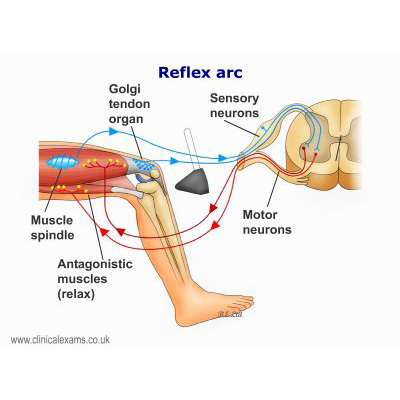 Reflex arc
Golgi
tendon
organ
Sensory
neurons
Muscle
spindle
Motor
neurons
Antagonistic
muscles
(relax)
www.clinicalexams.co.uk